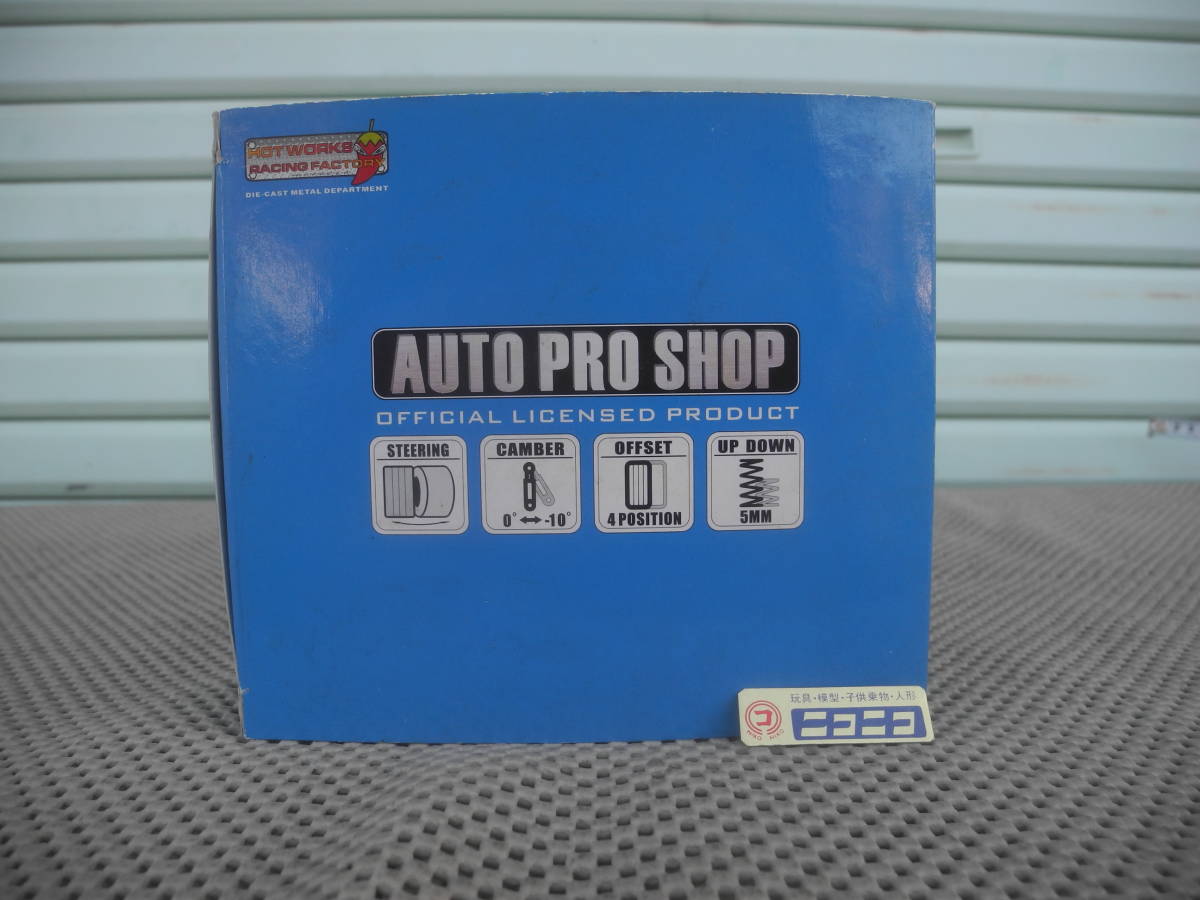 HOT WORKS
RACING FACTORY
DIE-CAST METAL DEPARTMENT
AUTO PRO SHOP
OFFICIAL LICENSED PRODUCT
STEERING
CAMBER
0° ↔ -10°
OFFSET
4 POSITION
UP DOWN
5MM
玩具・模型・子供乗物・人形
コ
NIKO NIKO
ニコニコ